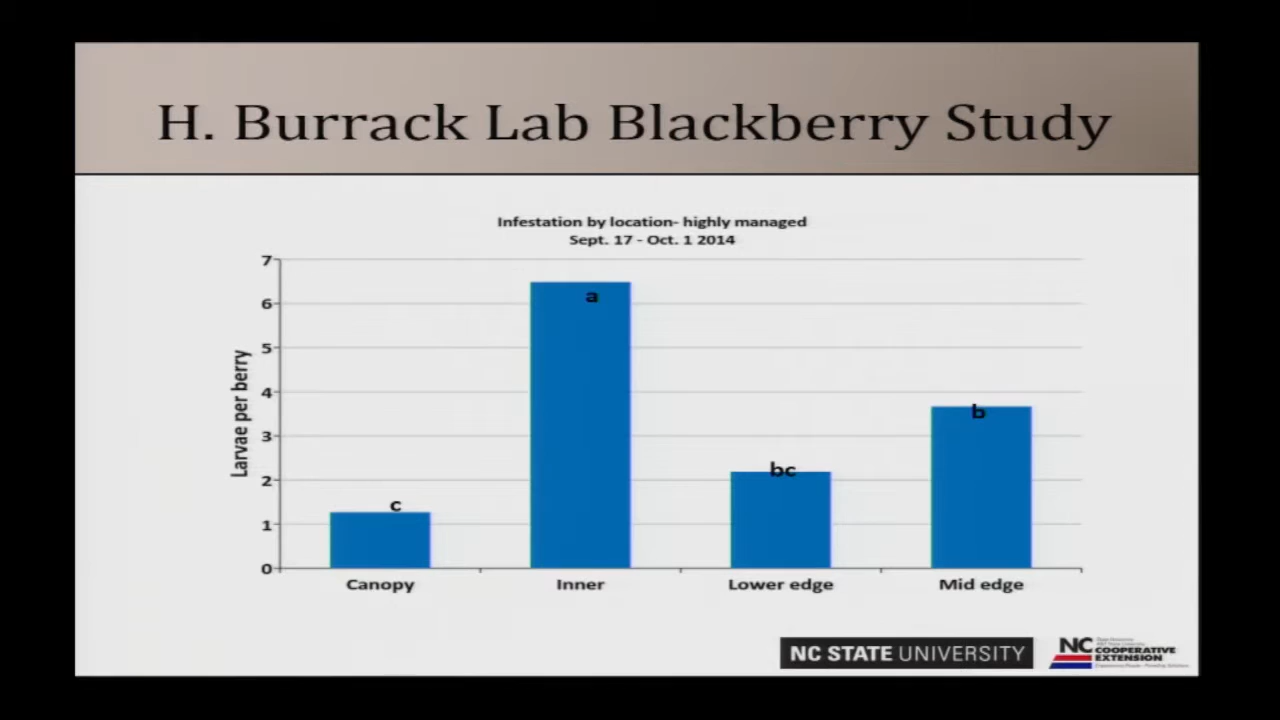 H. Burrack Lab Blackberry Study
Infestation by location- highly managed
Sept. 17 - Oct. 1 2014
Larvae per berry
7
6
5
4
3
2
1
0
c
a
bc
b
Canopy
Inner
Lower edge
Mid edge
NC STATE UNIVERSITY
NC
COOPERATIVE
EXTENSION